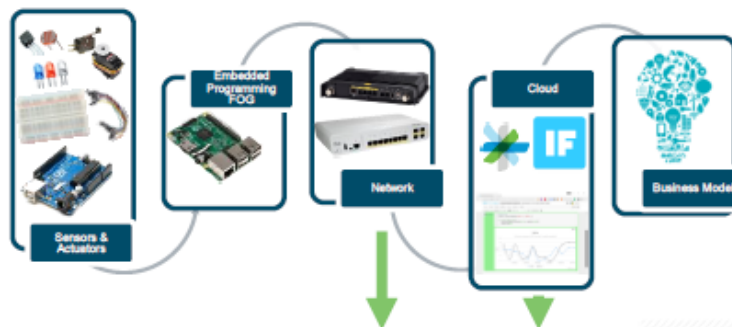 Embedded
Programming
FOG
Cloud
IF
Network
Business Model
Sensors &
Actuators